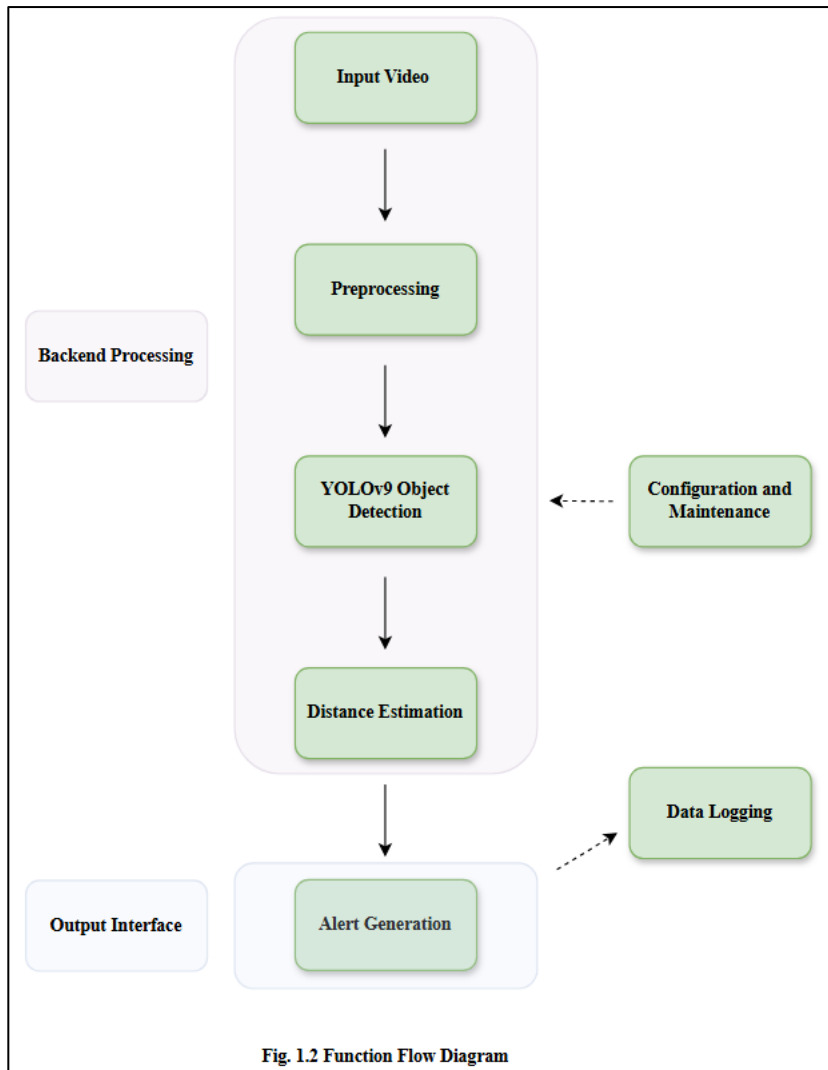 Input Video
Preprocessing
Backend Processing
YOLOv9 Object
Detection
Configuration and
Maintenance
Distance Estimation
Data Logging
Output Interface
Alert Generation
Fig. 1.2 Function Flow Diagram